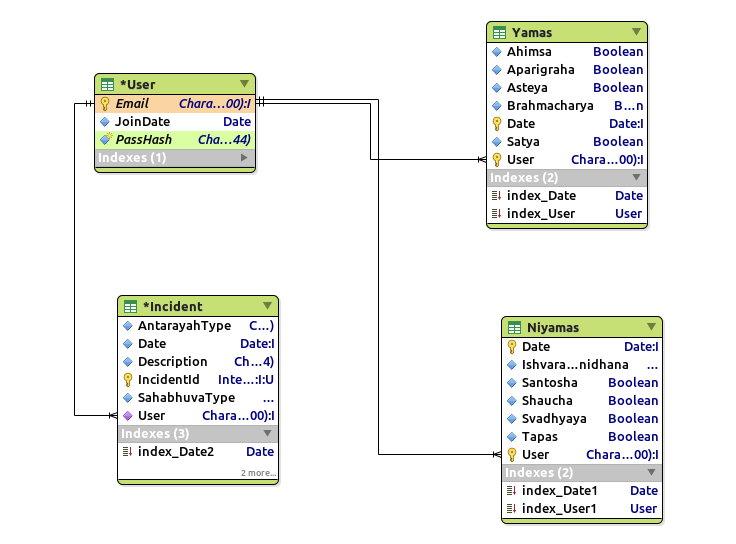 *User
Email Chara...00):I
JoinDate Date
PassHash Cha...44)
Indexes (1)
Yamas
Ahimsa Boolean
Aparigraha Boolean
Asteya Boolean
Brahmacharya B...n
Date Date:I
Satya Boolean
User Chara...00):I
Indexes (2)
index_Date Date
index_User User
*Incident
AntarayahType C...)
Date Date:I
Description Ch...4)
IncidentId Inte...:I:U
SahabhuvaType ...
User Chara...00):I
Indexes (3)
index_Date2 Date
2 more...
Niyamas
Date Date:I
Ishvara...nidhana ...
Santosha Boolean
Shaucha Boolean
Svadhyaya Boolean
Tapas Boolean
User Chara...00):I
Indexes (2)
index_Date1 Date
index_User1 User